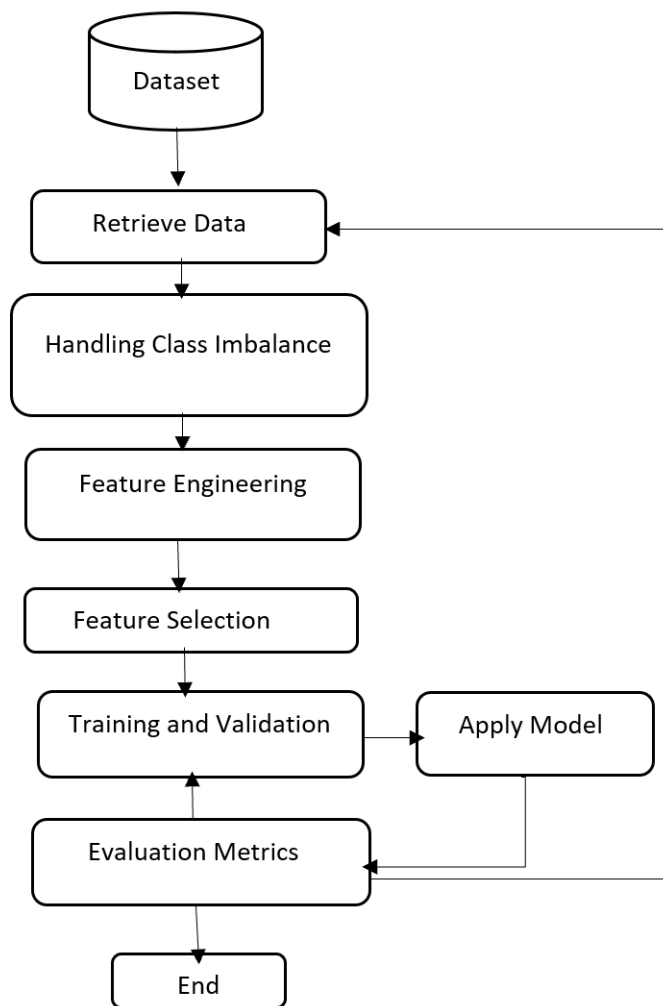 Dataset
Retrieve Data
Handling Class Imbalance
Feature Engineering
Feature Selection
Training and Validation
Apply Model
Evaluation Metrics
End